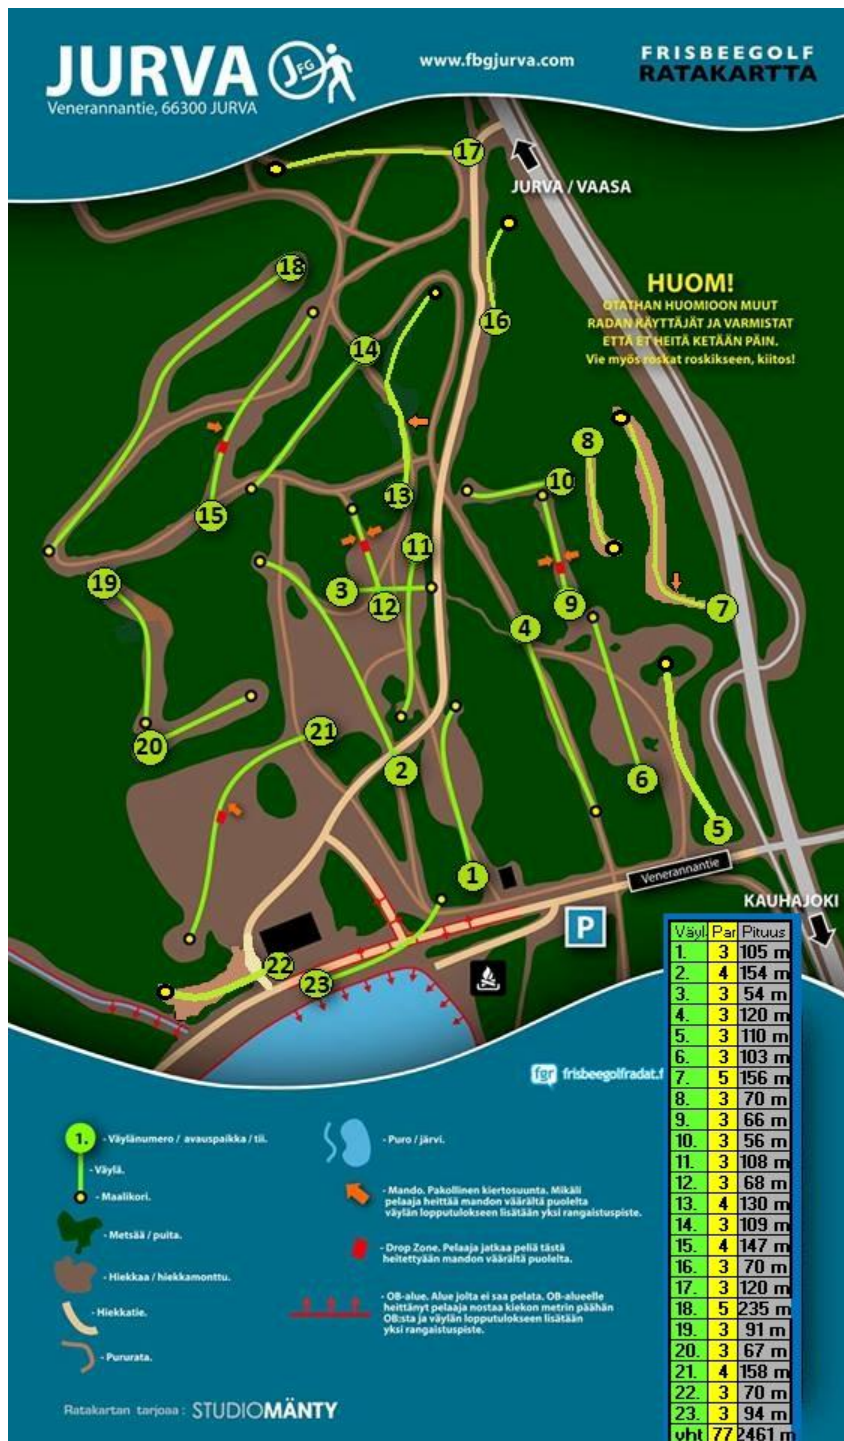 JURVA
JFG
Venerannantie, 66300 JURVA
www.fbgjurva.com
FRISBEEGOLF
RATAKARTTA
17
JURVA / VAASA
18
16
HUOM!
OTATHAN HUOMIOON MUUT
RADAN KÄYTTÄJÄT JA VARMISTAT
ETTÄ ET HEITÄ KETÄÄN PÄIN.
Vie myös roskat roskikseen, kiitos!
14
8
10
13
15
11
19
3
12
9
7
4
21
20
2
6
5
1
Venerannantie
KAUHAJOKI
P
22
23
Väyl. Par Pituus
1. 3 105 m
2. 4 154 m
3. 3 54 m
4. 3 120 m
5. 3 110 m
6. 3 103 m
7. 5 156 m
8. 3 70 m
9. 3 66 m
10. 3 56 m
11. 3 108 m
12. 3 68 m
13. 4 130 m
14. 3 109 m
15. 4 147 m
16. 3 70 m
17. 3 120 m
18. 5 235 m
19. 3 91 m
20. 3 67 m
21. 4 158 m
22. 3 70 m
23. 3 94 m
yht 77 2461 m
fgr frisbeegolfradat.f
1. - Väylänumero / avauspaikka / tii.
- Väylä.
- Maalikori.
- Metsää / puita.
- Hiekkaa / hiekkamonttu.
- Hiekkatie.
- Pururata.
- Puro / järvi.
- Mando. Pakollinen kiertosuunta. Mikäli
pelaaja heittää mandon väärältä puolelta
väylän lopputulokseen lisätään yksi rangaistuspiste.
- Drop Zone. Pelaaja jatkaa peliä tästä
heitettyään mandon väärältä puolelta.
- OB-alue. Alue jolta ei saa pelata. OB-alueelle
heittänyt pelaaja nostaa kiekon metrin päähän
OB:sta ja väylän lopputulokseen lisätään
yksi rangaistuspiste.
Ratakartan tarjoaa : STUDIOMÄNTY